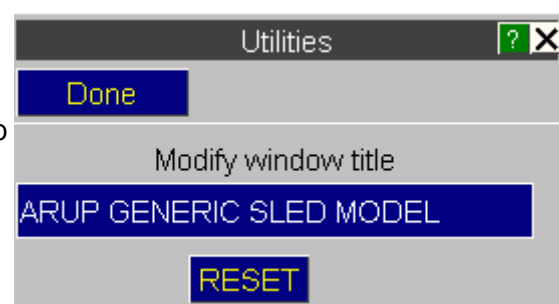 Utilities ? X
Done
Modify window title
ARUP GENERIC SLED MODEL
RESET